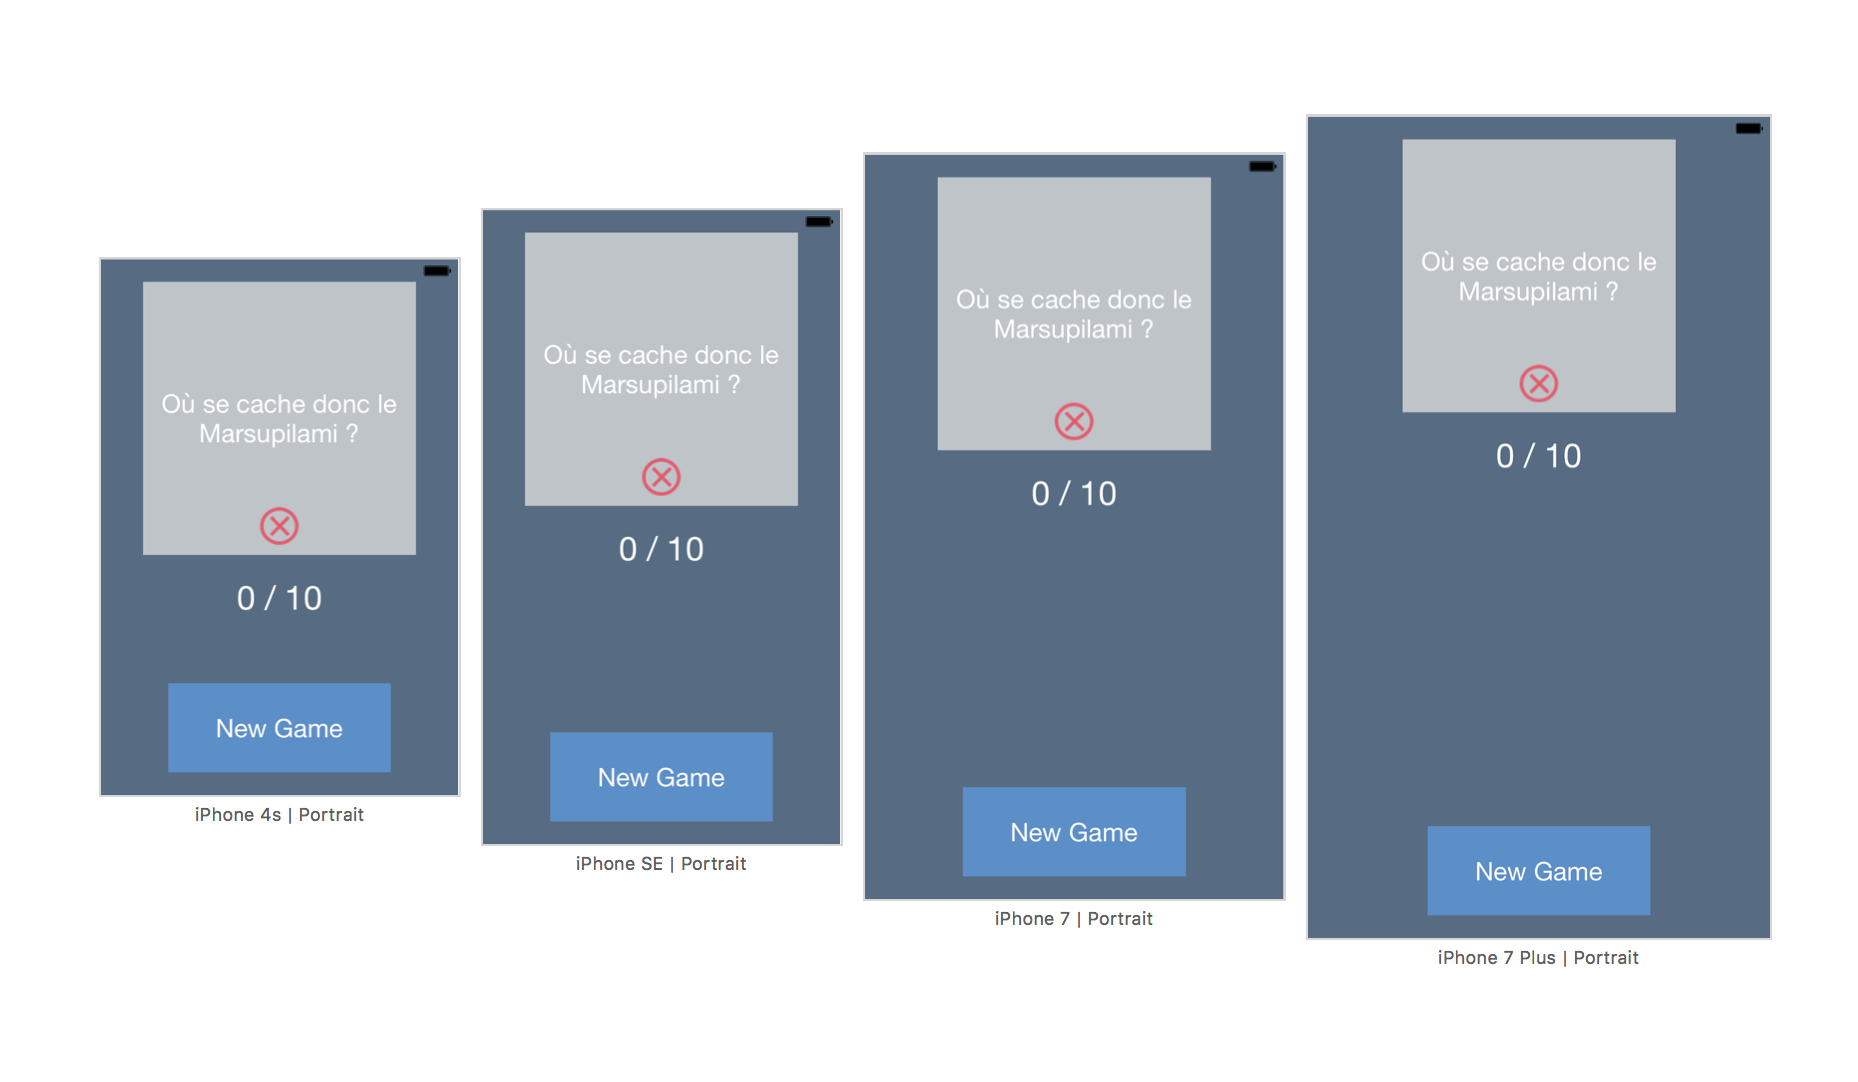 Où se cache donc le
Marsupilami ?
0 / 10
New Game
iPhone 4s | Portrait
Où se cache donc le
Marsupilami ?
0 / 10
New Game
iPhone SE | Portrait
Où se cache donc le
Marsupilami ?
0 / 10
New Game
iPhone 7 | Portrait
Où se cache donc le
Marsupilami ?
0 / 10
New Game
iPhone 7 Plus | Portrait